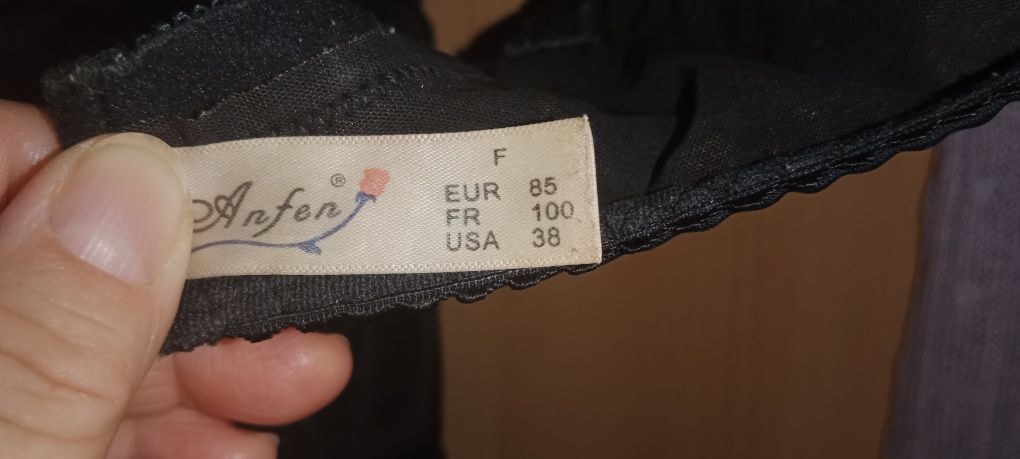 Anfen®
F
EUR 85
FR 100
USA 38